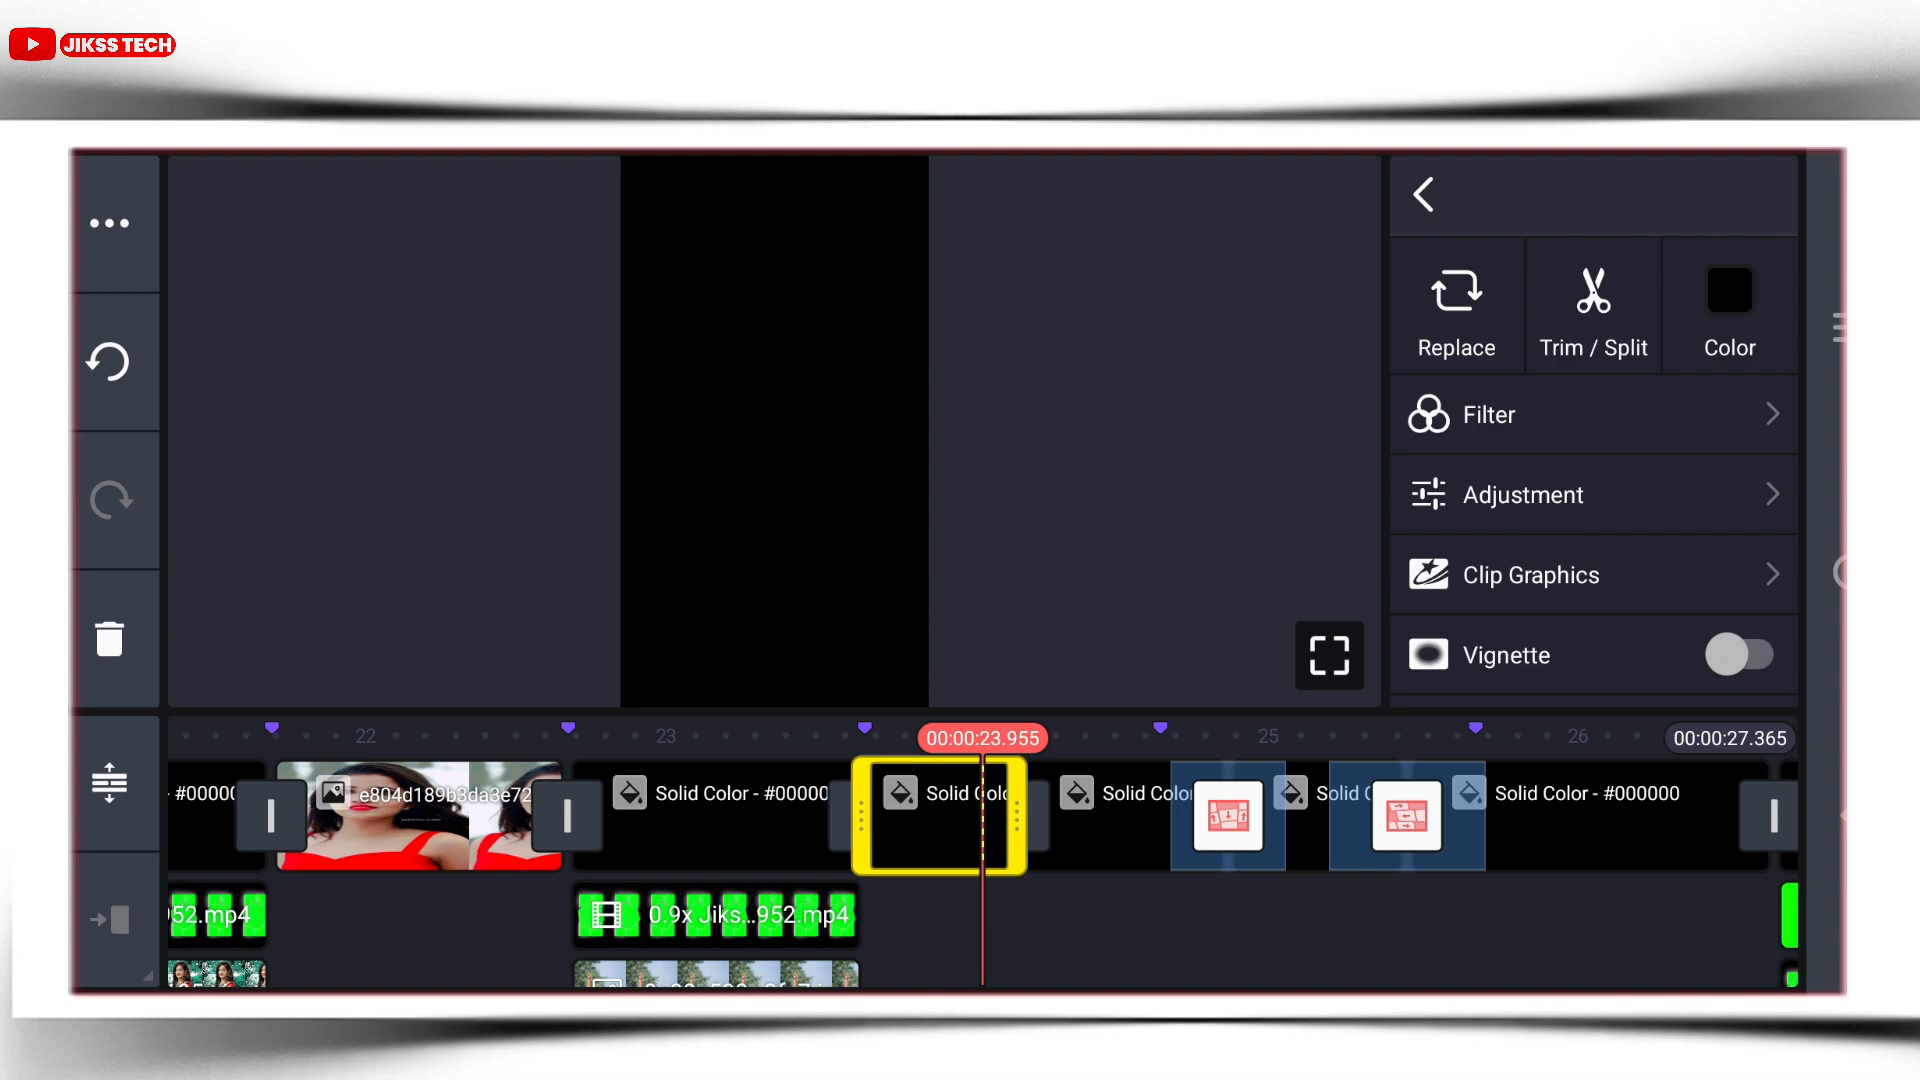 JIKSS TECH
Replace
Trim / Split
Color
Filter
Adjustment
Clip Graphics
Vignette
22
23
00:00:23.955
25
26
00:00:27.365
- #0000
e804d189b3da3e72
Solid Color - #00000
Solid Colo
Solid Color
Solid C
Solid Color - #000000
52.mp4
0.9x Jiks...952.mp4